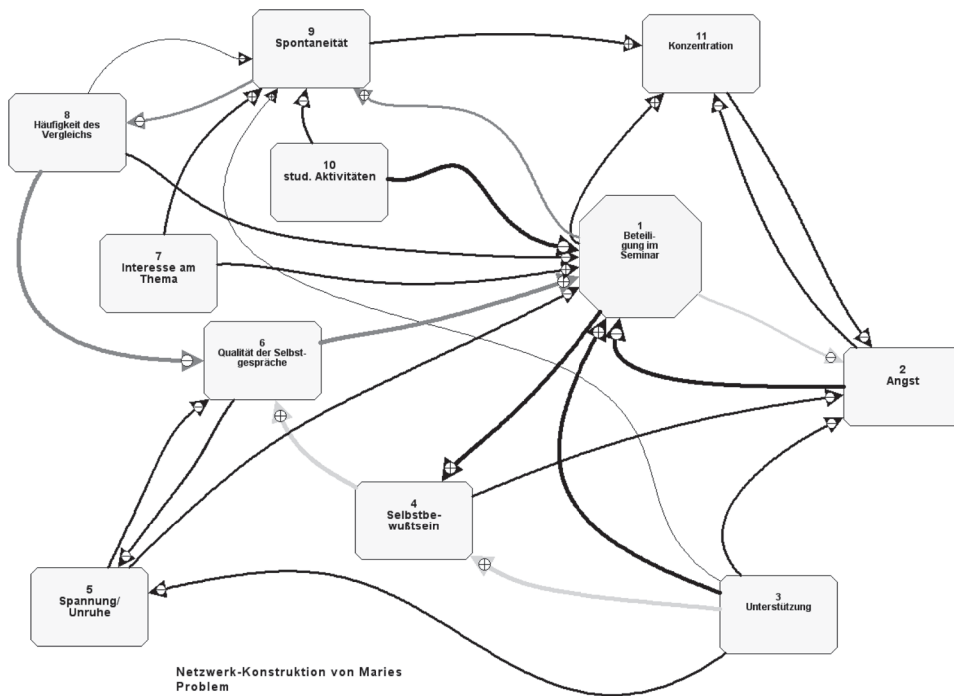 9
Spontaneität
11
Konzentration
8
Häufigkeit des
Vergleichs
10
stud. Aktivitäten
1
Beteili-
gung im
Seminar
7
Interesse am
Thema
6
Qualität der Selbst-
gespräche
2
Angst
4
Selbstbe-
wußtsein
5
Spannung/
Unruhe
3
Unterstützung
Netzwerk-Konstruktion von Maries
Problem